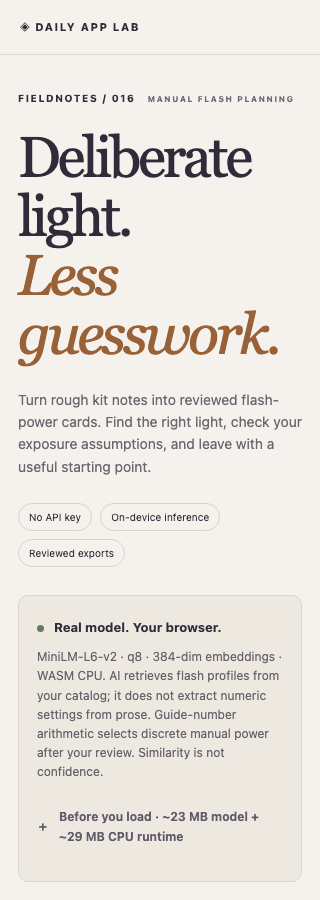 ◈ DAILY APP LAB
FIELDNOTES / 016 MANUAL FLASH PLANNING
Deliberate
light.
Less
guesswork.
Turn rough kit notes into reviewed flash-
power cards. Find the right light, check your
exposure assumptions, and leave with a
useful starting point.
No API key On-device inference
Reviewed exports
Real model. Your browser.
MiniLM-L6-v2 · q8 · 384-dim embeddings ·
WASM CPU. AI retrieves flash profiles from
your catalog; it does not extract numeric
settings from prose. Guide-number
arithmetic selects discrete manual power
after your review. Similarity is not
confidence.
+ Before you load · ~23 MB model +
~29 MB CPU runtime